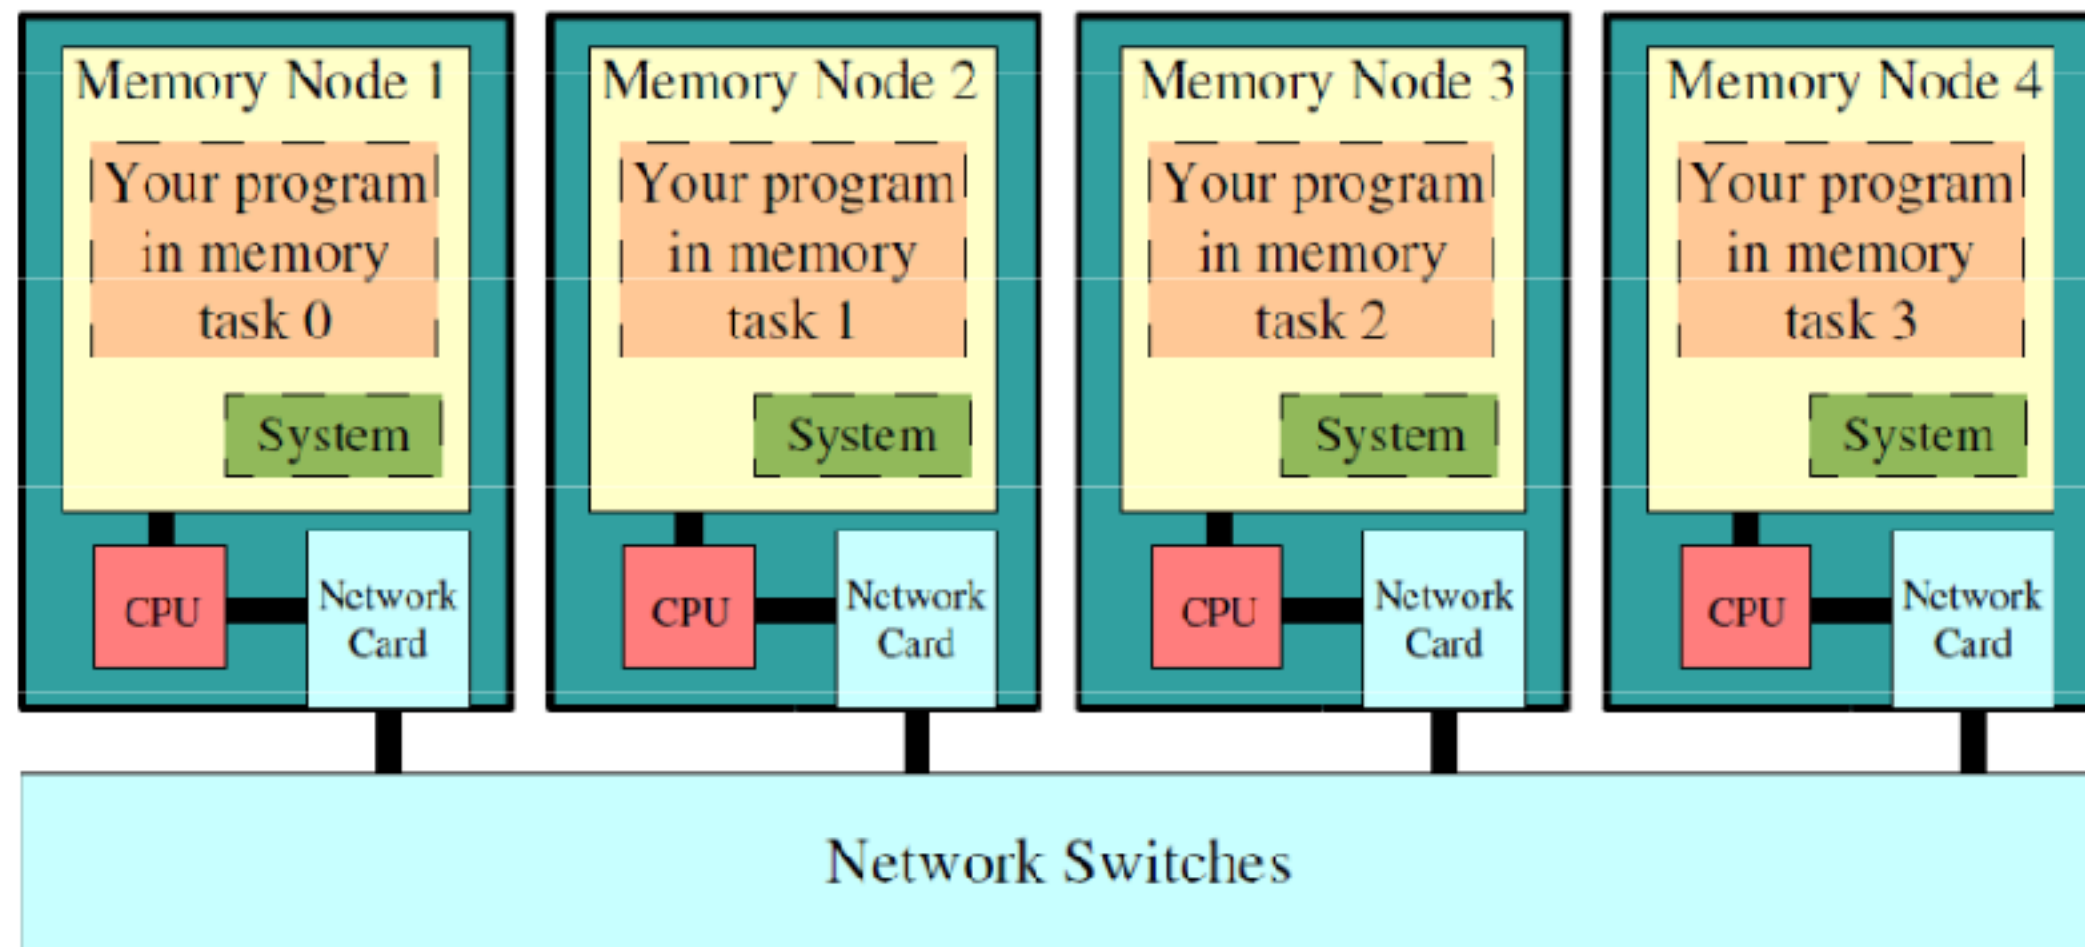 Memory Node 1
Your program
in memory
task 0
System
CPU
Network
Card
Memory Node 2
Your program
in memory
task 1
System
CPU
Network
Card
Memory Node 3
Your program
in memory
task 2
System
CPU
Network
Card
Memory Node 4
Your program
in memory
task 3
System
CPU
Network
Card
Network Switches